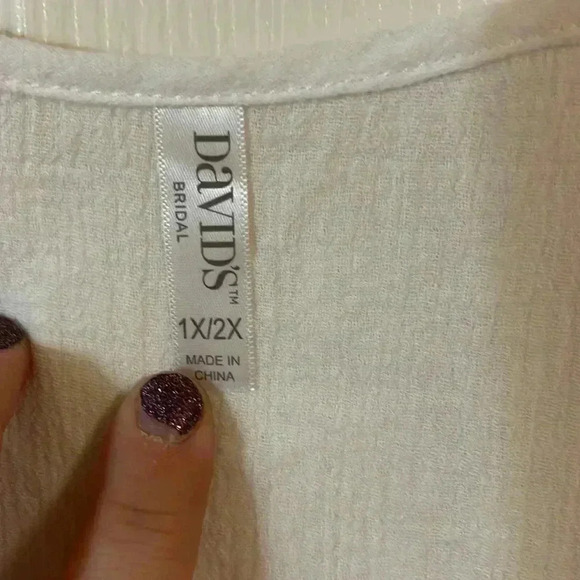 DaVID'S™
BRIDAL
1X/2X
MADE IN
CHINA